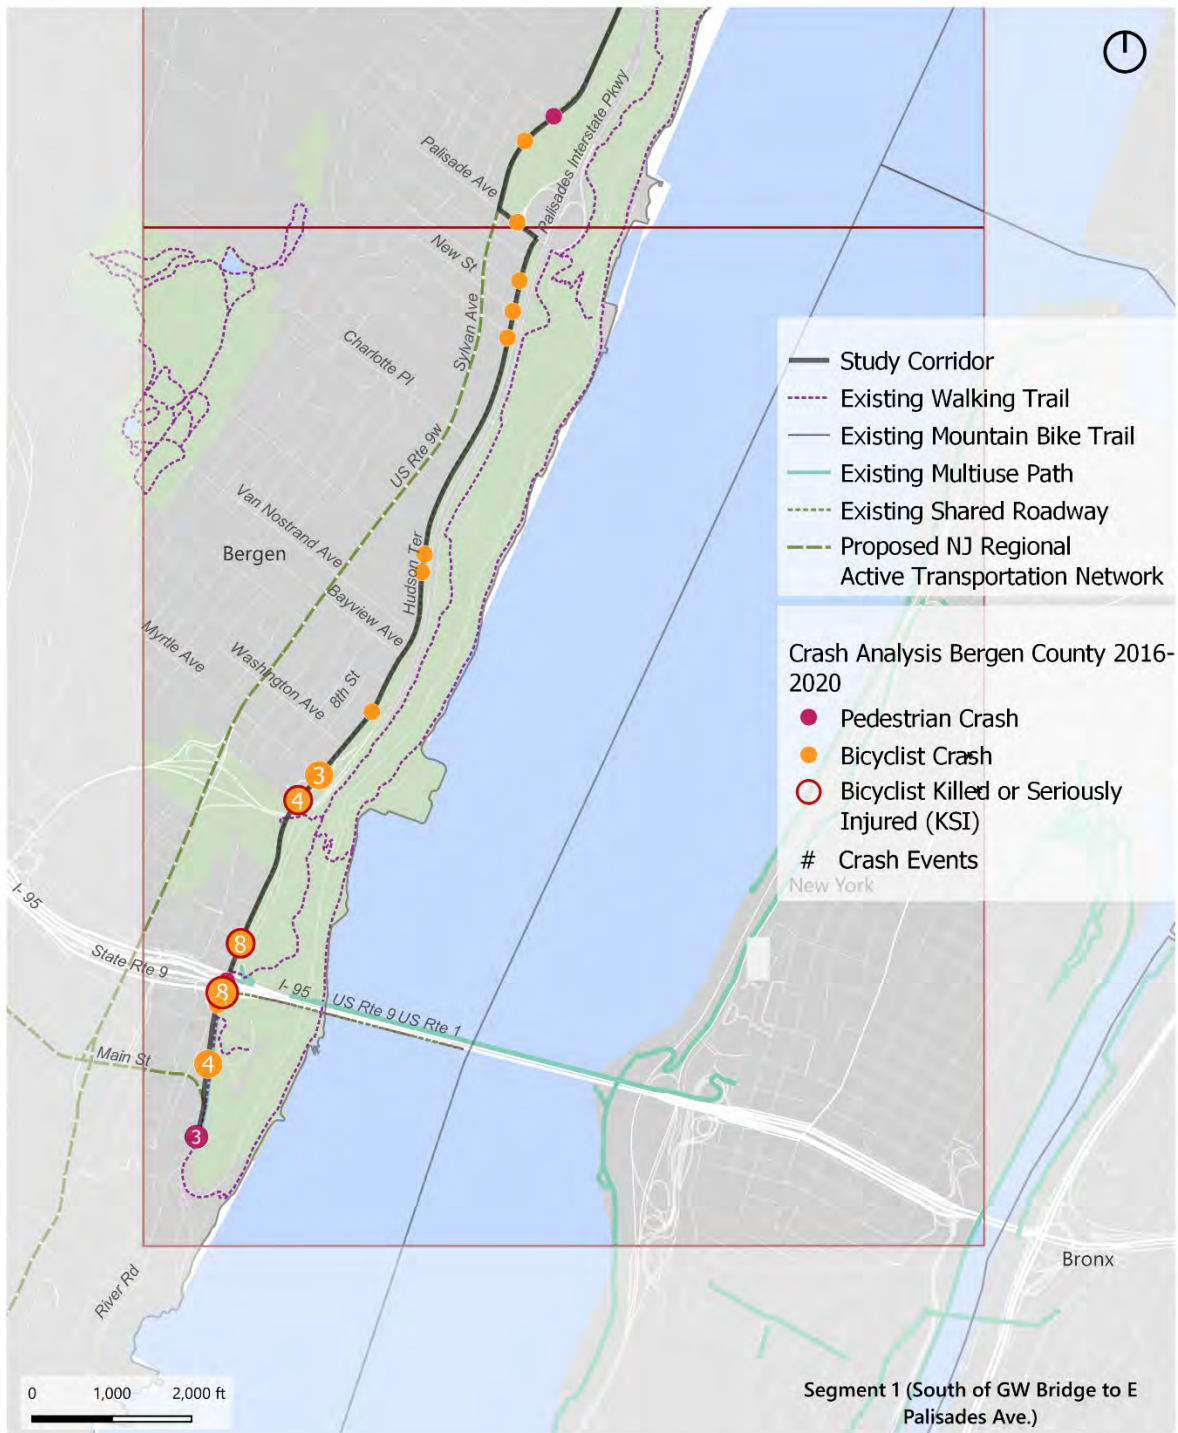 Palisades Interstate Pkwy
Palisade Ave
New St
Sylvan Ave
Charlotte Pl
US Rte 9w
Van Nostrand Ave
Bergen
Hudson Ter
Bayview Ave
Myrtle Ave
Washington Ave
8th St
3
4
8
I- 95
State Rte 9
8
I- 95
US Rte 9 US Rte 1
Main St
4
3
River Rd
Bronx
New York
Study Corridor
Existing Walking Trail
Existing Mountain Bike Trail
Existing Multiuse Path
Existing Shared Roadway
Proposed NJ Regional
Active Transportation Network
Crash Analysis Bergen County 2016-
2020
Pedestrian Crash
Bicyclist Crash
Bicyclist Killed or Seriously
Injured (KSI)
# Crash Events
0 1,000 2,000 ft
Segment 1 (South of GW Bridge to E
Palisades Ave.)